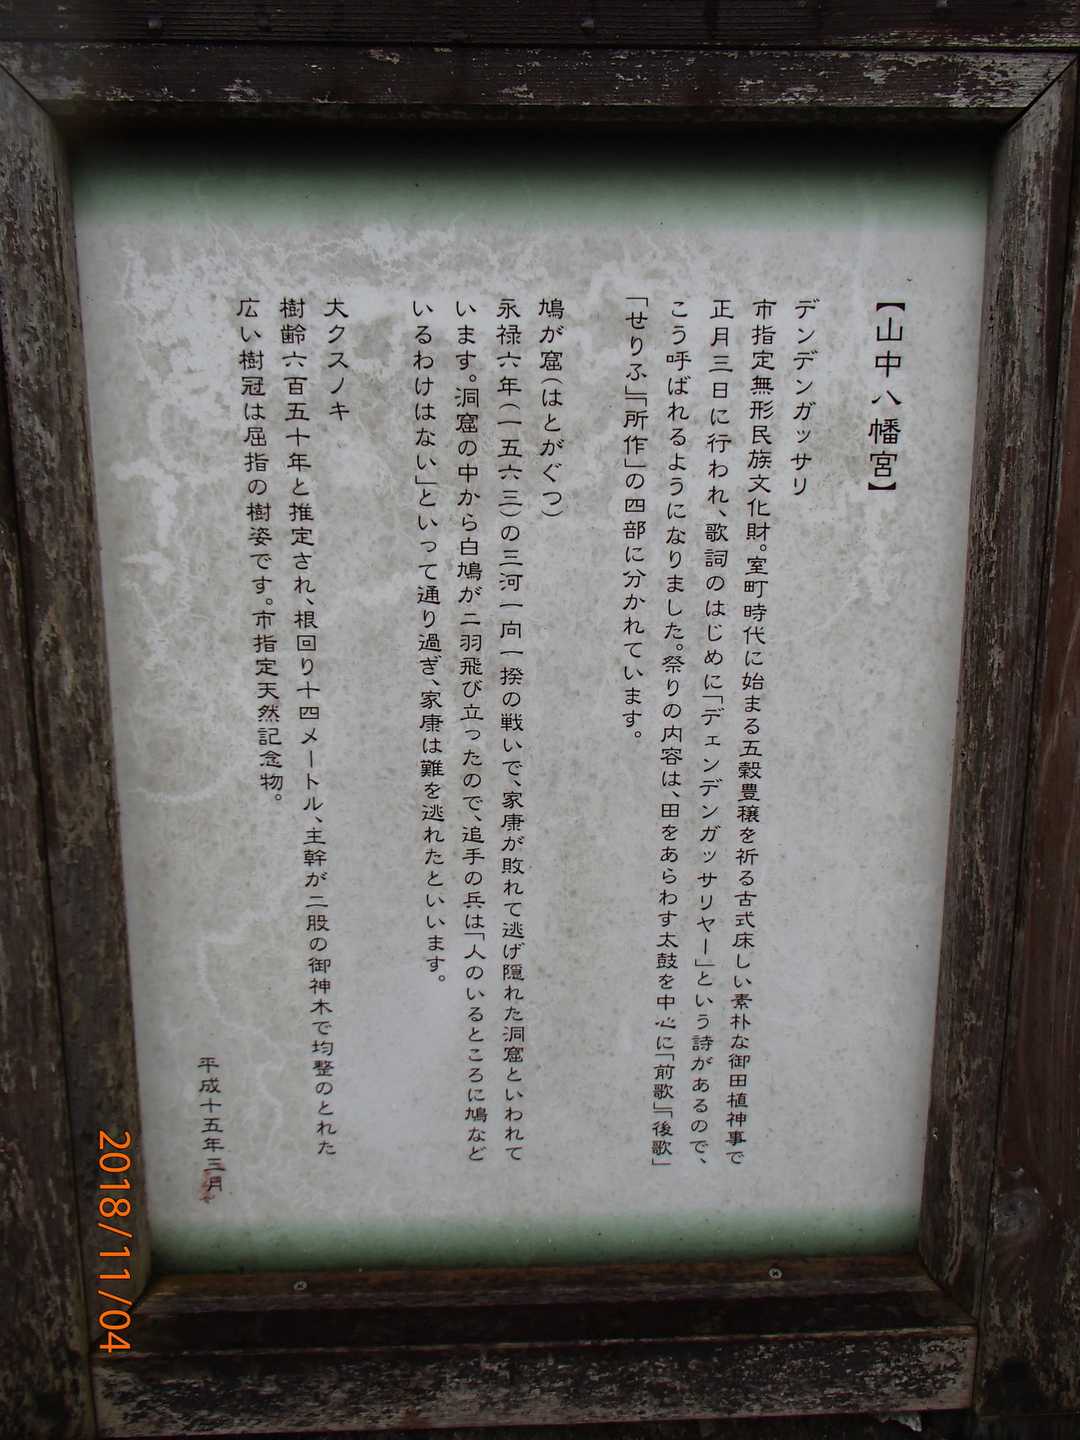 【山中八幡宮】
デンデンガッサリ
市指定無形民族文化財。室町時代に始まる五穀豊穣を祈る古式床しい素朴な御田植神事で
正月三日に行われ、歌詞のはじめに「デェンデンガッサリヤー」という詩があるので、
こう呼ばれるようになりました。祭りの内容は、田をあらわす太鼓を中心に「前歌」『後歌」
「せりふ』『所作」の四部に分かれています。
鳩が窟(はとがぐつ)
永禄六年(一五六三)の三河一向一揆の戦いで、家康が敗れて逃げ隠れた洞窟といわれて
います。洞窟の中から白鳩が二羽飛び立ったので、追手の兵は「人のいるところに鳩など
いるわけはない」といって通り過ぎ、家康は難を逃れたといいます。
大クスノキ
樹齢六百五十年と推定され、根回り十四メートル、主幹が二股の御神木で均整のとれた
広い樹冠は屈指の樹姿です。市指定天然記念物。
平成十五年三月
2018/11/04